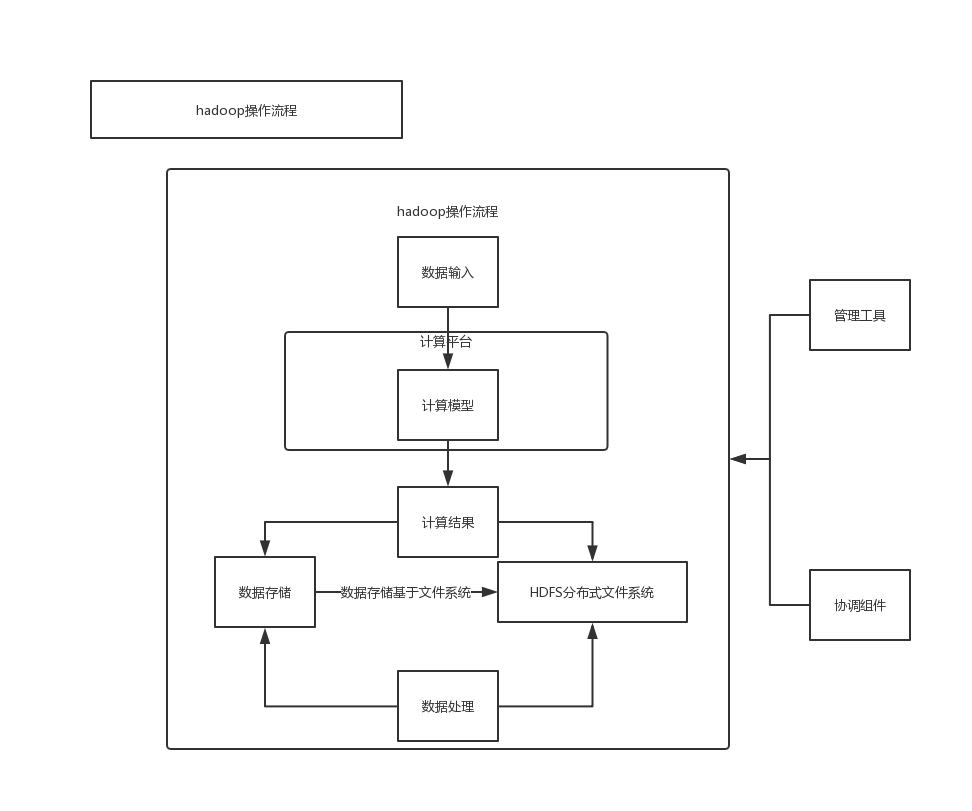 hadoop操作流程
hadoop操作流程
数据输入
计算平台
计算模型
计算结果
数据存储
数据存储基于文件系统
HDFS分布式文件系统
数据处理
管理工具
协调组件